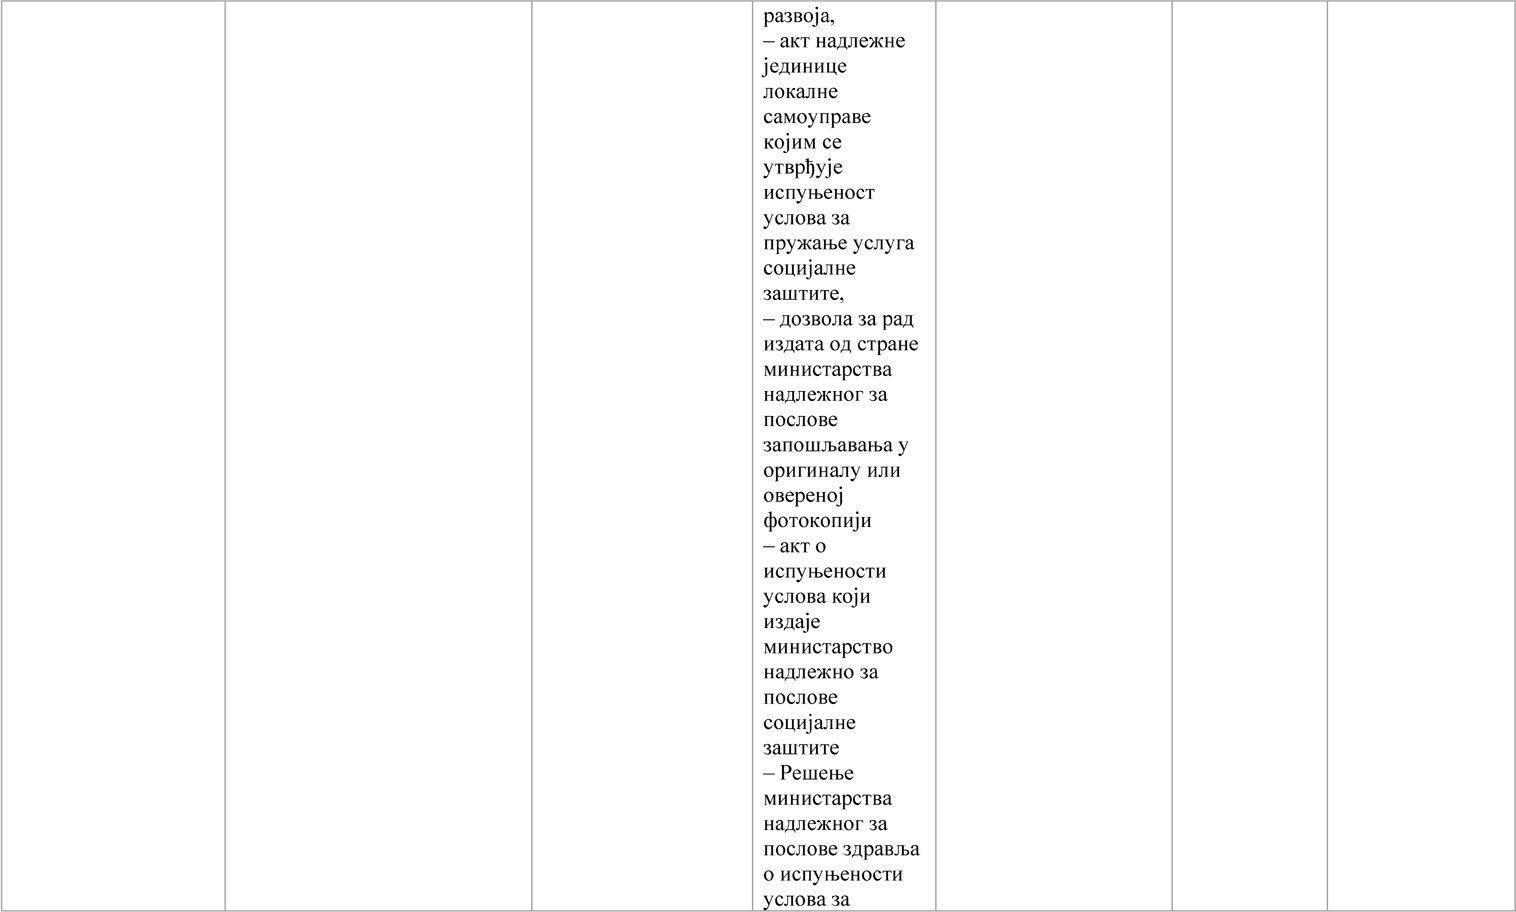 развоја,
– акт надлежне
јединице
локалне
самоуправе
којим се
утврђује
испуњеност
услова за
пружање услуга
социјалне
заштите,
– дозвола за рад
издата од стране
министарства
надлежног за
послове
запошљавања у
оригиналу или
овереној
фотокопији
– акт о
испуњености
услова који
издаје
министарство
надлежно за
послове
социјалне
заштите
– Решење
министарства
надлежног за
послове здравља
о испуњености
услова за